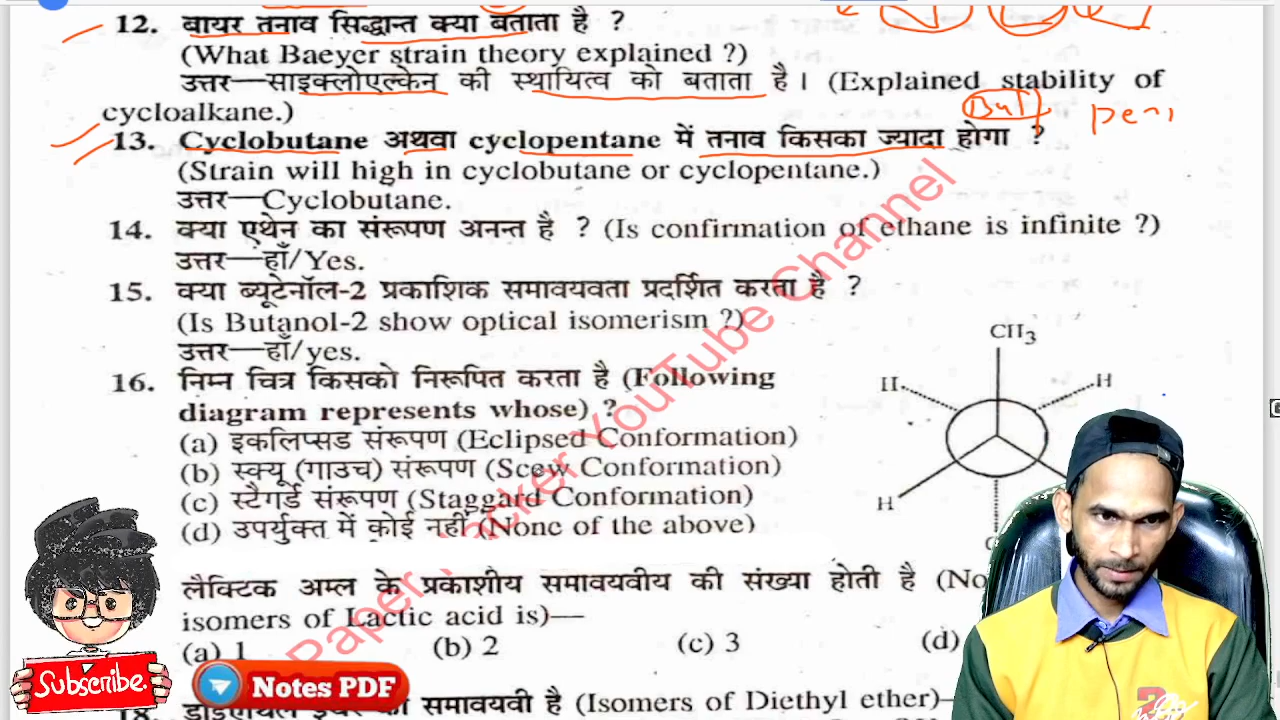 12. बायर तनाव सिद्धान्त क्या बताता है ?
(What Baeyer strain theory explained ?)
उत्तर—साइक्लोएल्केन की स्थायित्व को बताता है। (Explained stability of
cycloalkane.)
But
13. Cyclobutane अथवा cyclopentane में तनाव किसका ज्यादा होगा ?
(Strain will high in cyclobutane or cyclopentane.)
उत्तर—Cyclobutane.
14. क्या एथेन का संरूपण अनन्त है ? (Is confirmation of ethane is infinite ?)
उत्तर—हाँ/Yes.
15. क्या ब्यूटेनॉल-2 प्रकाशिक समावयवता प्रदर्शित करता है ?
(Is Butanol-2 show optical isomerism ?)
उत्तर—हाँ/yes.
16. निम्न चित्र किसको निरूपित करता है (Following
diagram represents whose) ?
(a) इकलिप्सड संरूपण (Eclipsed Conformation)
(b) स्क्यू (गाउच) संरूपण (Scew Conformation)
(c) स्टैगर्ड संरूपण (Staggard Conformation)
(d) उपर्युक्त में कोई नहीं (None of the above)
CH3
H
H
H
लैक्टिक अम्ल के प्रकाशीय समावयवीय की संख्या होती है
isomers of Lactic acid is)—
(a) 1 (b) 2 (c) 3 (d)
18. समावयवी है (Isomers of Diethyl ether)—
YouTube Channel
Subscribe.
Notes PDF